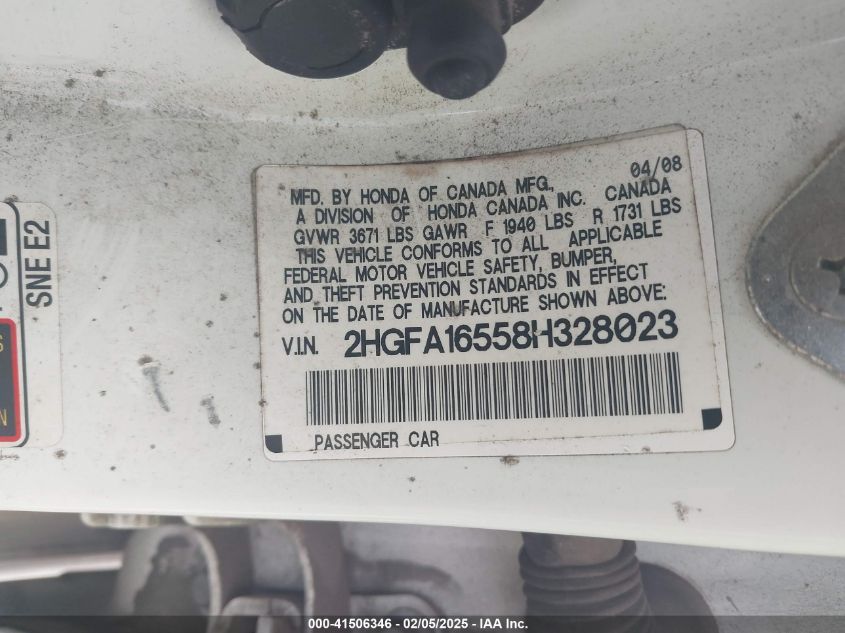 04/08
MFD. BY HONDA OF CANADA MFG.,
A DIVISION OF HONDA CANADA INC. CANADA
GVWR 3671 LBS GAWR F 1940 LBS R 1731 LBS
THIS VEHICLE CONFORMS TO ALL APPLICABLE
FEDERAL MOTOR VEHICLE SAFETY, BUMPER,
AND THEFT PREVENTION STANDARDS IN EFFECT
ON THE DATE OF MANUFACTURE SHOWN ABOVE:
V.I.N. 2HGFA16558H328023
PASSENGER CAR
SNE E2
000-41506346 - 02/05/2025 - IAA Inc.